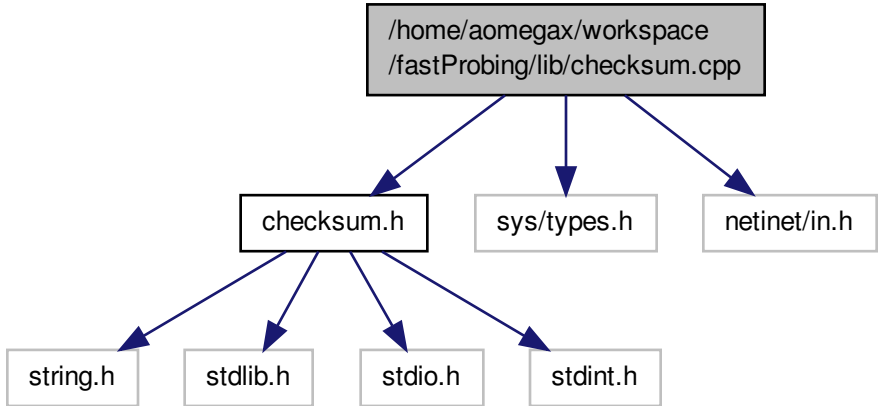 /home/aomegax/workspace
/fastProbing/lib/checksum.cpp
checksum.h
sys/types.h
netinet/in.h
string.h
stdlib.h
stdio.h
stdint.h